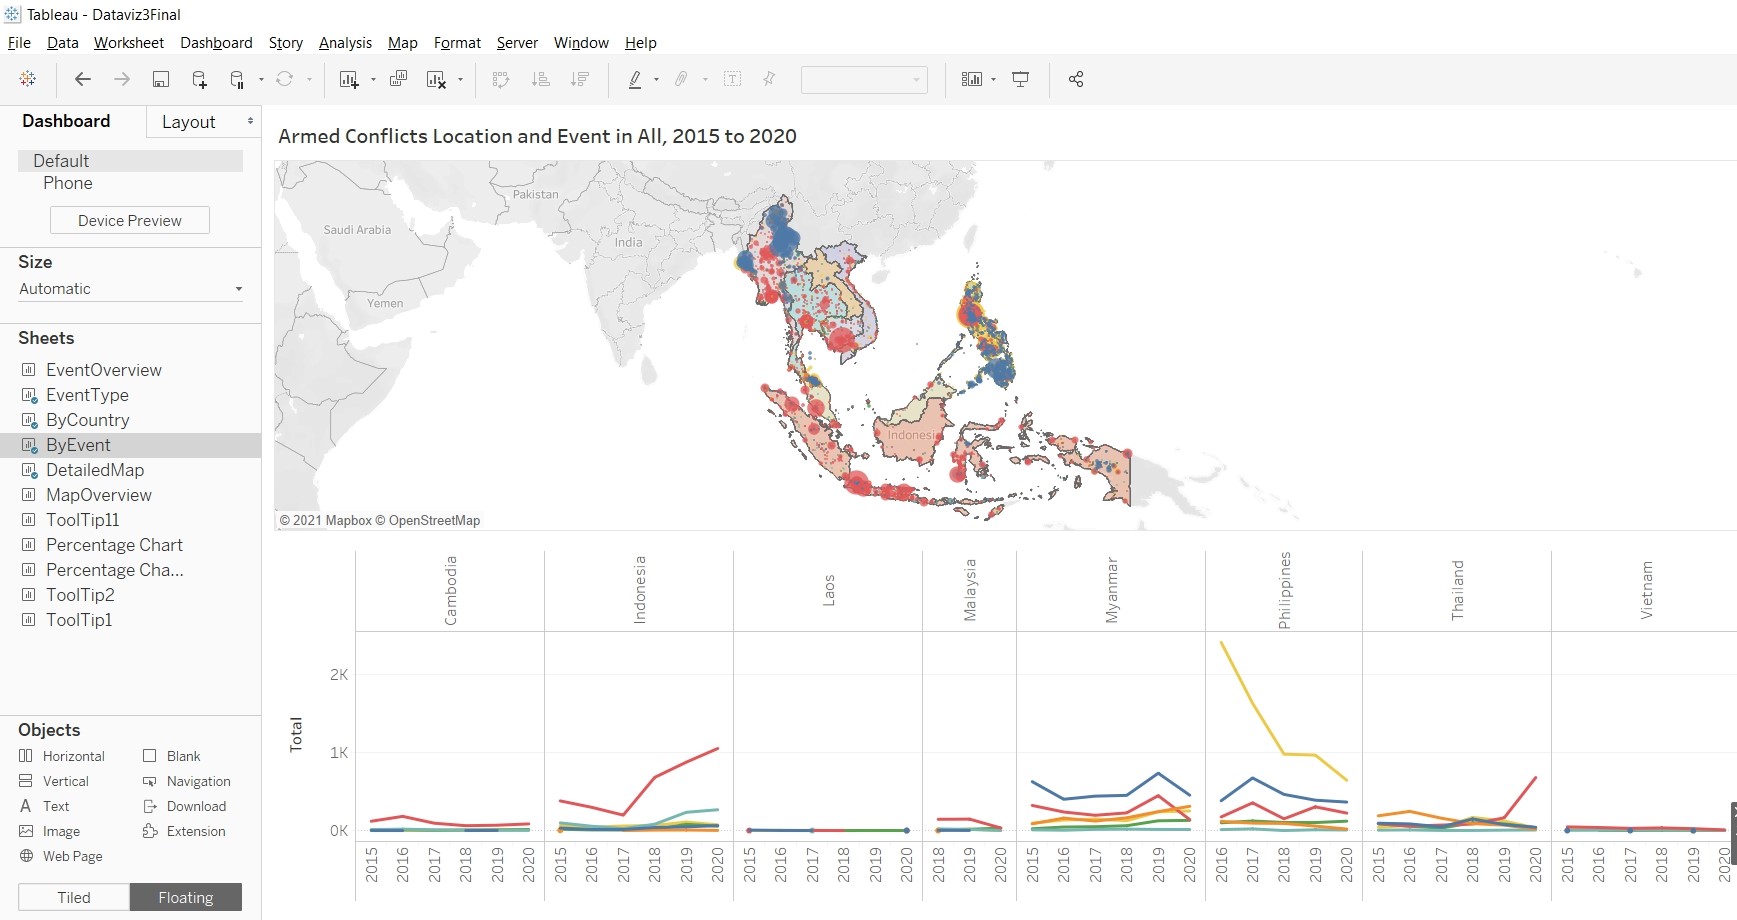 Tableau - Dataviz3Final
File Data Worksheet Dashboard Story Analysis Map Format Server Window Help
Dashboard Layout
Default
Phone
Device Preview
Size
Automatic
Sheets
EventOverview
EventType
ByCountry
ByEvent
DetailedMap
MapOverview
ToolTip11
Percentage Chart
Percentage Cha...
ToolTip2
ToolTip1
Objects
Horizontal Blank
Vertical Navigation
A Text Download
Image Extension
Web Page
Tiled Floating
Armed Conflicts Location and Event in All, 2015 to 2020
Pakistan
Saudi Arabia
India
Yemen
Indonesia
© 2021 Mapbox © OpenStreetMap
Cambodia Indonesia Laos Malaysia Myanmar Philippines Thailand Vietnam
Total
2K
1K
0K
2015 2016 2017 2018 2019 2020 2015 2016 2017 2018 2019 2020 2015 2016 2017 2018 2019 2020 2018 2019 2020 2015 2016 2017 2018 2019 2020 2016 2017 2018 2019 2020 2015 2016 2017 2018 2019 2020 2015 2016 2017 2018 2019 2020